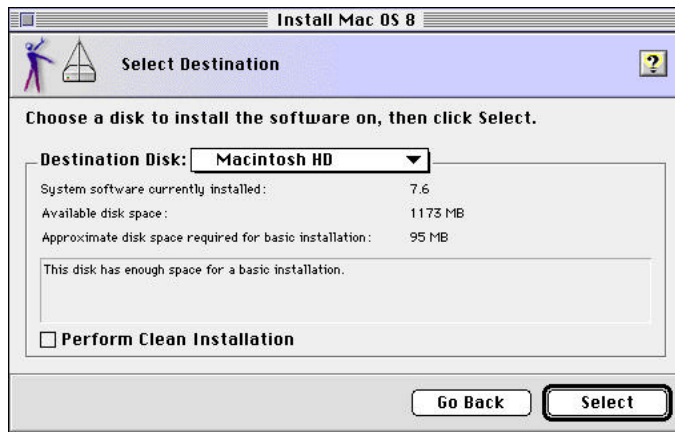 Install Mac OS 8
Select Destination
?
Choose a disk to install the software on, then click Select.
Destination Disk: Macintosh HD
System software currently installed: 7.6
Available disk space: 1173 MB
Approximate disk space required for basic installation: 95 MB
This disk has enough space for a basic installation.
Perform Clean Installation
Go Back Select